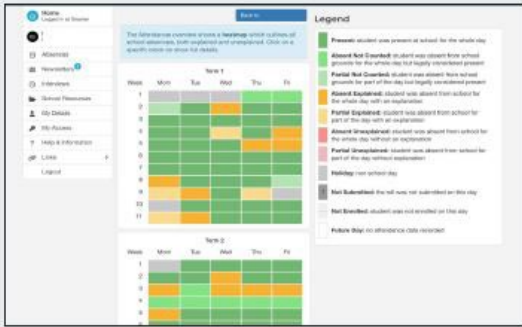 Home
Logged in as Selamer
Absences
Newsletters
Interviews
School Resources
My Details
My Access
? Help & Information
Links
Logout
Back to
The Attendance overview shows a heatmap which outlines all
school absences, both explained and unexplained. Click on a
specific week to show full details.
Term 1
Week Mon Tue Wed Thu Fri
1
2
3
4
5
6
7
8
9
10
11
Term 2
Week Mon Tue Wed Thu Fri
1
2
3
4
5
6
Legend
Present: student was present at school for the whole day
Absent Not Counted: student was absent from school
grounds for the whole day but legally considered present
Partial Not Counted: student was absent from school
grounds for part of the day but legally considered present
Absent Explained: student was absent from school for
the whole day with an explanation
Partial Explained: student was absent from school for
part of the day with an explanation
Absent Unexplained: student was absent from school for
the whole day without an explanation
Partial Unexplained: student was absent from school for
part of the day without an explanation
Holiday: non school day
Not Submitted: the roll was not submitted on this day
Not Enrolled: student was not enrolled on this day
Future Day: no attendance data recorded